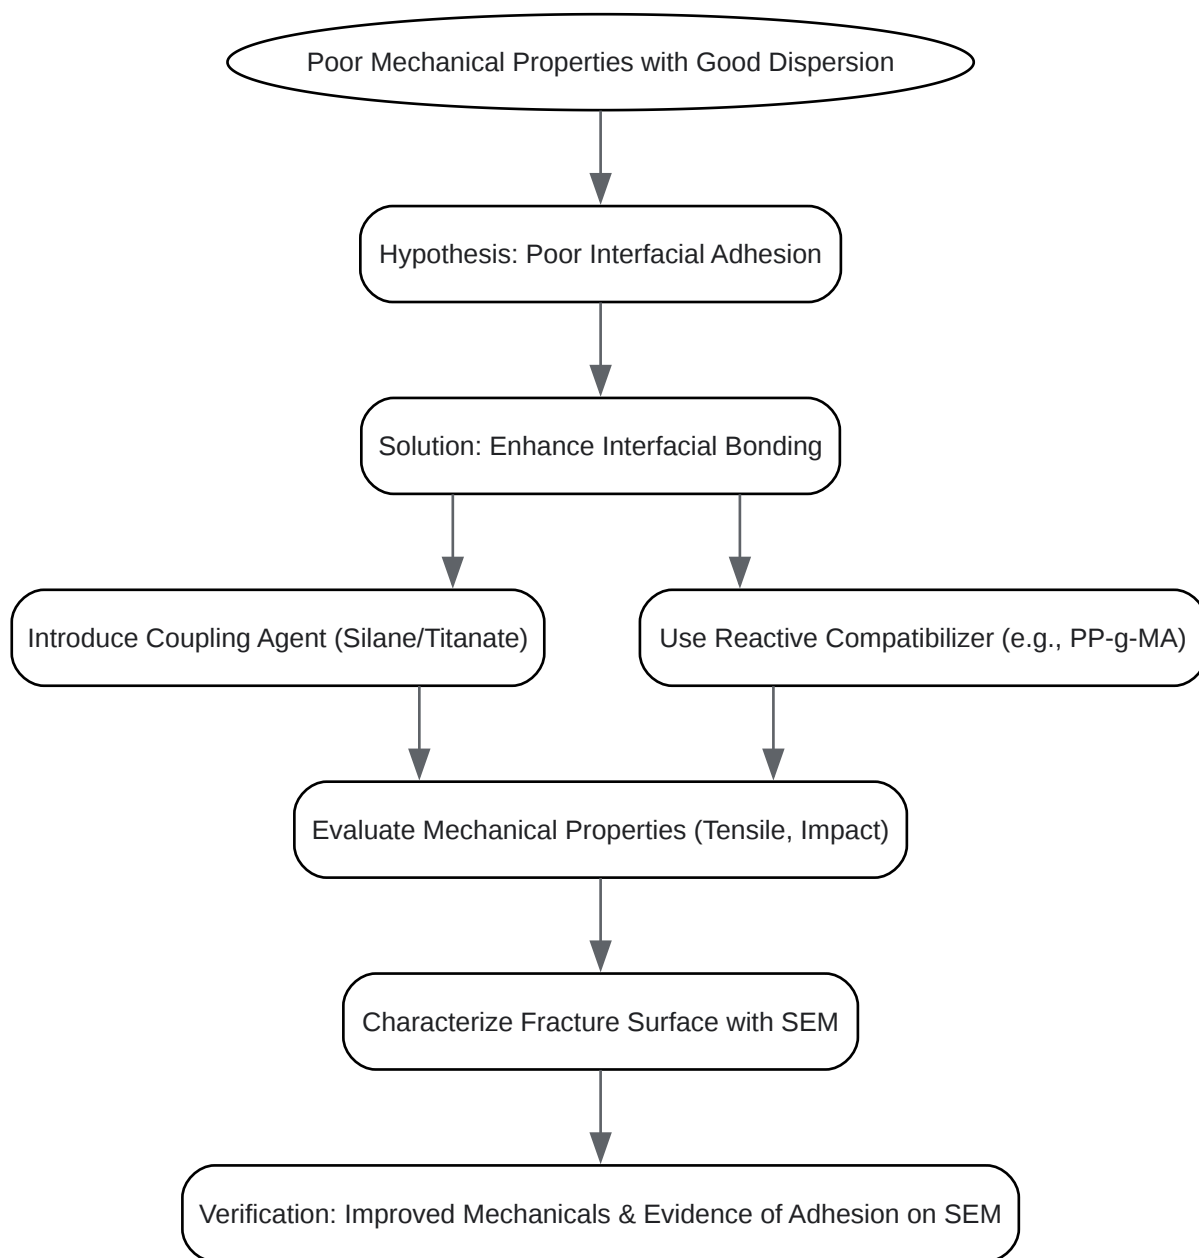 Poor Mechanical Properties with Good Dispersion
Hypothesis: Poor Interfacial Adhesion
Solution: Enhance Interfacial Bonding
Introduce Coupling Agent (Silane/Titanate)
Use Reactive Compatibilizer (e.g., PP-g-MA)
Evaluate Mechanical Properties (Tensile, Impact)
Characterize Fracture Surface with SEM
Verification: Improved Mechanicals & Evidence of Adhesion on SEM